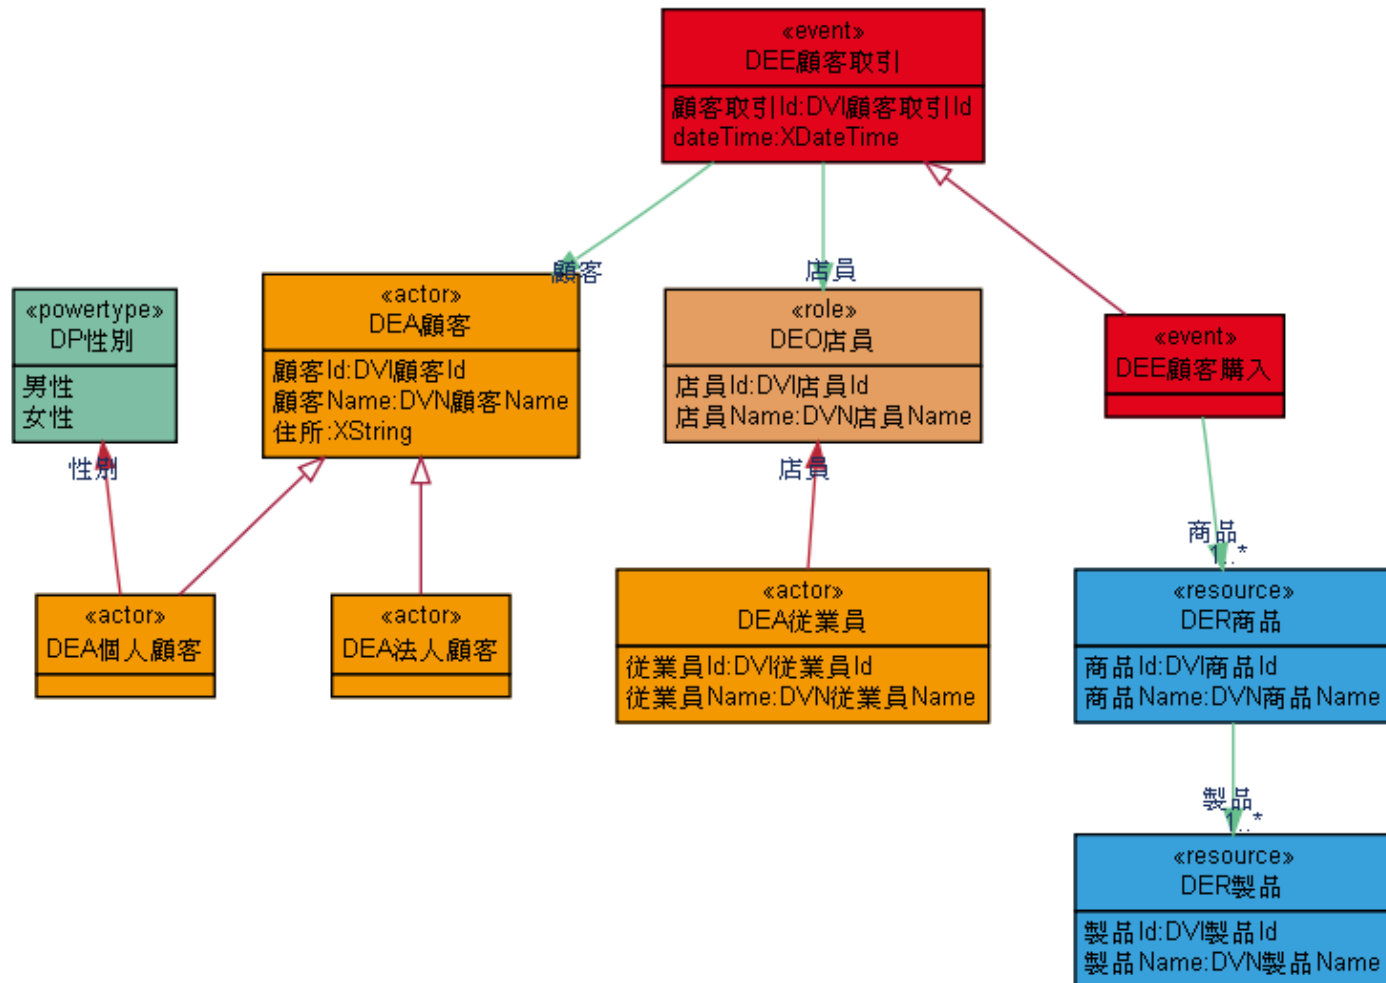 «event»
DEE顧客取引
顧客取引Id:DVI顧客取引Id
dateTime:XDateTime
顧客
店員
«powertype»
DP性別
男性
女性
«actor»
DEA顧客
顧客Id:DVI顧客Id
顧客Name:DVN顧客Name
住所:XString
«role»
DEO店員
店員Id:DVI店員Id
店員Name:DVN店員Name
«event»
DEE顧客購入
性別
店員
商品
1..*
«actor»
DEA個人顧客
«actor»
DEA法人顧客
«actor»
DEA従業員
従業員Id:DVI従業員Id
従業員Name:DVN従業員Name
«resource»
DER商品
商品Id:DVI商品Id
商品Name:DVN商品Name
製品
1..*
«resource»
DER製品
製品Id:DVI製品Id
製品Name:DVN製品Name